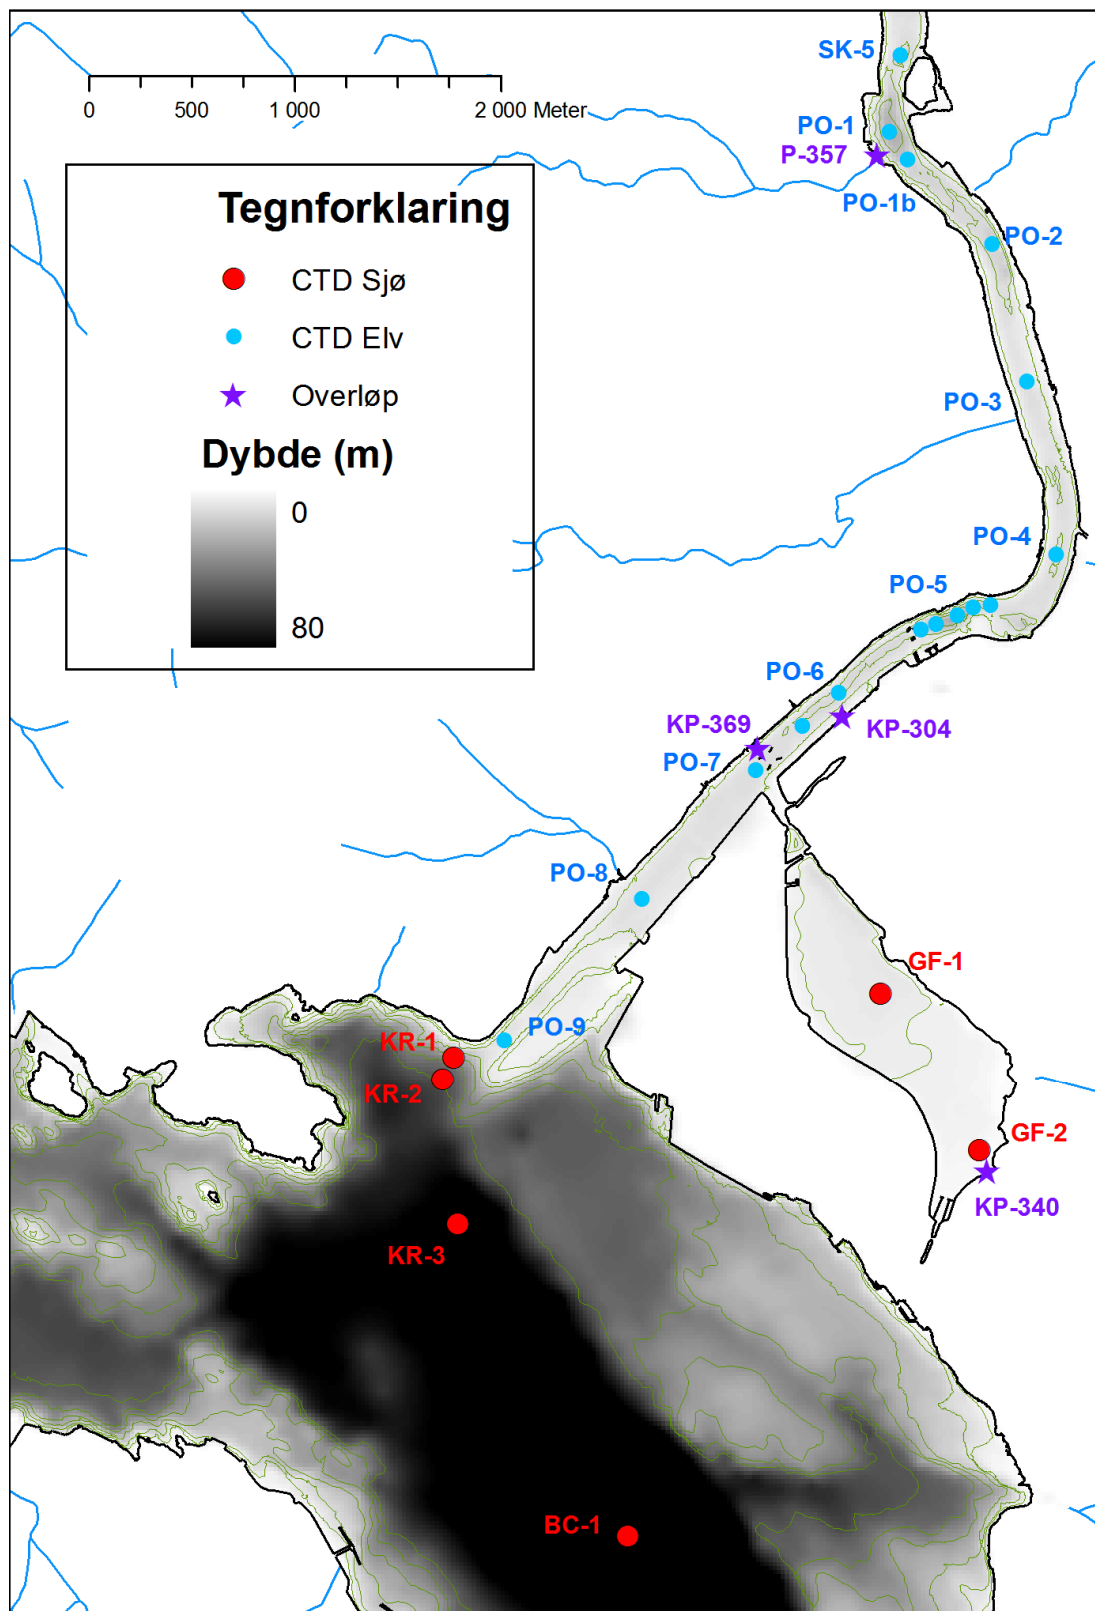 SK-5
0
500
1 000
2 000 Meter
PO-1
P-357
PO-1b
PO-2
Tegnforklaring
CTD Sjø
CTD Elv
Overløp
Dybde (m)
0
80
PO-3
PO-4
PO-5
PO-6
KP-369
KP-304
PO-7
PO-8
GF-1
PO-9
KR-1
KR-2
GF-2
KP-340
KR-3
BC-1